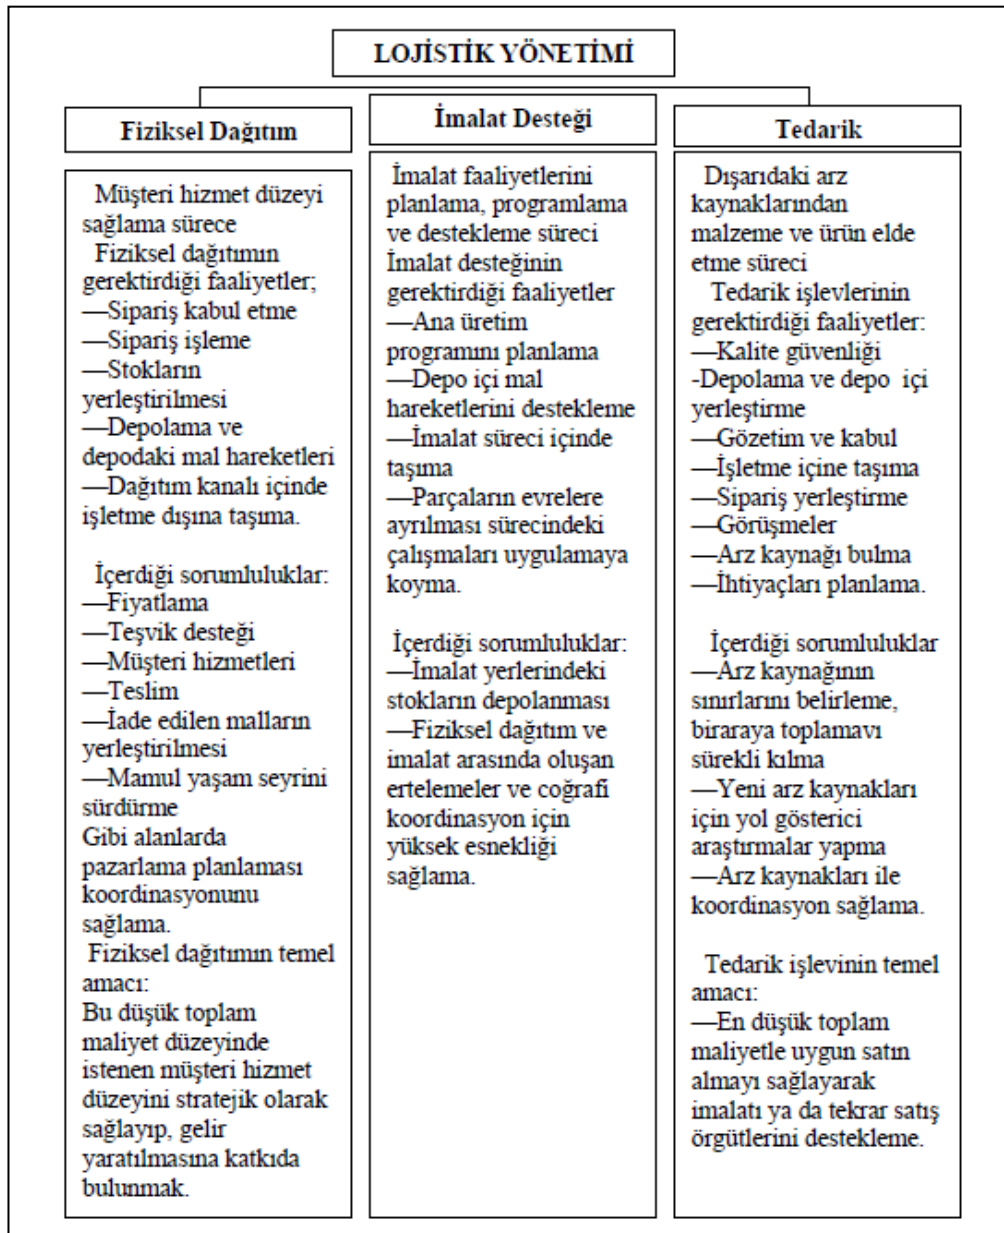 LOJİSTİK YÖNETİMİ
Fiziksel Dağıtım
Müşteri hizmet düzeyi
sağlama sürece
Fiziksel dağıtımın
gerektirdiği faaliyetler;
—Sipariş kabul etme
—Sipariş işleme
—Stokların
yerleştirilmesi
—Depolama ve
depodaki mal hareketleri
—Dağıtım kanalı içinde
işletme dışına taşıma.
İçerdiği sorumluluklar:
—Fiyatlama
—Teşvik desteği
—Müşteri hizmetleri
—Teslim
—İade edilen malların
yerleştirilmesi
—Mamul yaşam seyrini
sürdürme
Gibi alanlarda
pazarlama planlaması
koordinasyonunu
sağlama.
Fiziksel dağıtımın temel
amacı:
Bu düşük toplam
maliyet düzeyinde
istenen müşteri hizmet
düzeyini stratejik olarak
sağlayıp, gelir
yaratılmasına katkıda
bulunmak.
İmalat Desteği
İmalat faaliyetlerini
planlama, programlama
ve destekleme süreci
İmalat desteğinin
gerektirdiği faaliyetler
—Ana üretim
programını planlama
—Depo içi mal
hareketlerini destekleme
—İmalat süreci içinde
taşıma
—Parçaların evrelere
ayrılması sürecindeki
çalışmaları uygulamaya
koyma.
İçerdiği sorumluluklar:
—İmalat yerlerindeki
stokların depolanması
—Fiziksel dağıtım ve
imalat arasında oluşan
ertelemeler ve coğrafi
koordinasyon için
yüksek esnekliği
sağlama.
Tedarik
Dışarıdaki arz
kaynaklarından
malzeme ve ürün elde
etme süreci
Tedarik işlevlerinin
gerektirdiği faaliyetler:
—Kalite güvenliği
-Depolama ve depo içi
yerleştirme
—Gözetim ve kabul
—İşletme içine taşıma
—Sipariş yerleştirme
—Görüşmeler
—Arz kaynağı bulma
—İhtiyaçları planlama.
İçerdiği sorumluluklar
—Arz kaynağının
sınırlarını belirleme,
biraraya toplamavı
sürekli kılma
—Yeni arz kaynakları
için yol gösterici
araştırmalar yapma
—Arz kaynakları ile
koordinasyon sağlama.
Tedarik işlevinin temel
amacı:
—En düşük toplam
maliyetle uygun satın
almayı sağlayarak
imalatı ya da tekrar satış
örgütlerini destekleme.